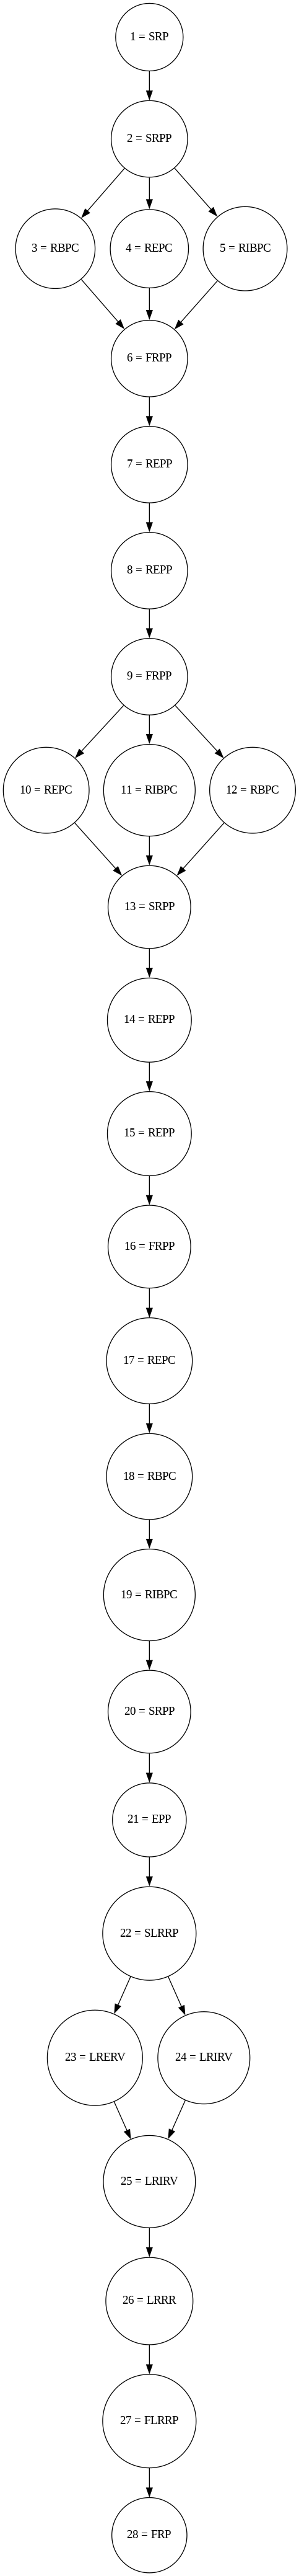 1 = SRP
2 = SRPP
3 = RBPC
4 = REPC
5 = RIBPC
6 = FRPP
7 = REPP
8 = REPP
9 = FRPP
10 = REPC
11 = RIBPC
12 = RBPC
13 = SRPP
14 = REPP
15 = REPP
16 = FRPP
17 = REPC
18 = RBPC
19 = RIBPC
20 = SRPP
21 = EPP
22 = SLRRP
23 = LRERV
24 = LRIRV
25 = LRIRV
26 = LRRR
27 = FLRRP
28 = FRP